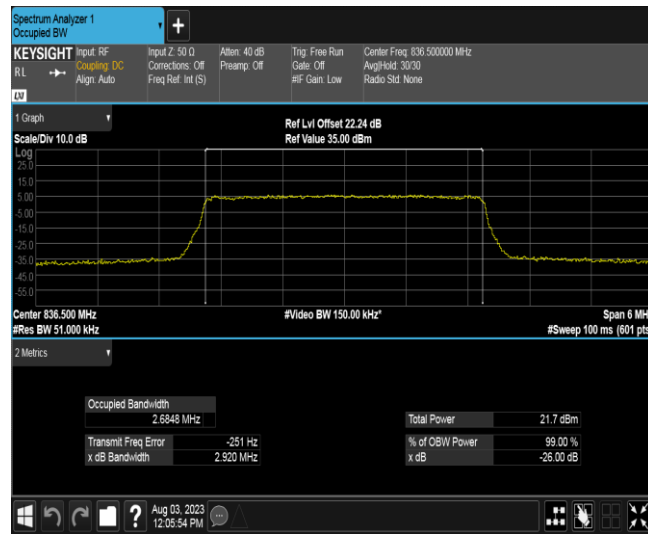 Spectrum Analyzer 1
Occupied BW
+
KEYSIGHT
RL
LXI
Input: RF
Coupling: DC
Align: Auto
Input Z: 50 Ω
Corrections: Off
Freq Ref: Int (S)
Atten: 40 dB
Preamp: Off
Trig: Free Run
Gate: Off
#IF Gain: Low
Center Freq: 836.500000 MHz
Avg|Hold: 30/30
Radio Std: None
1 Graph
Scale/Div 10.0 dB
Ref Lvl Offset 22.24 dB
Ref Value 35.00 dBm
Log
25.0
15.0
5.00
-5.00
-15.0
-25.0
-35.0
-45.0
-55.0
Center 836.500 MHz
#Video BW 150.00 kHz*
Span 6 MH
#Res BW 51.000 kHz
#Sweep 100 ms (601 pts
2 Metrics
Occupied Bandwidth
2.6848 MHz
Total Power 21.7 dBm
Transmit Freq Error -251 Hz
% of OBW Power 99.00 %
x dB Bandwidth 2.920 MHz
x dB -26.00 dB
?
Aug 03, 2023
12:05:54 PM